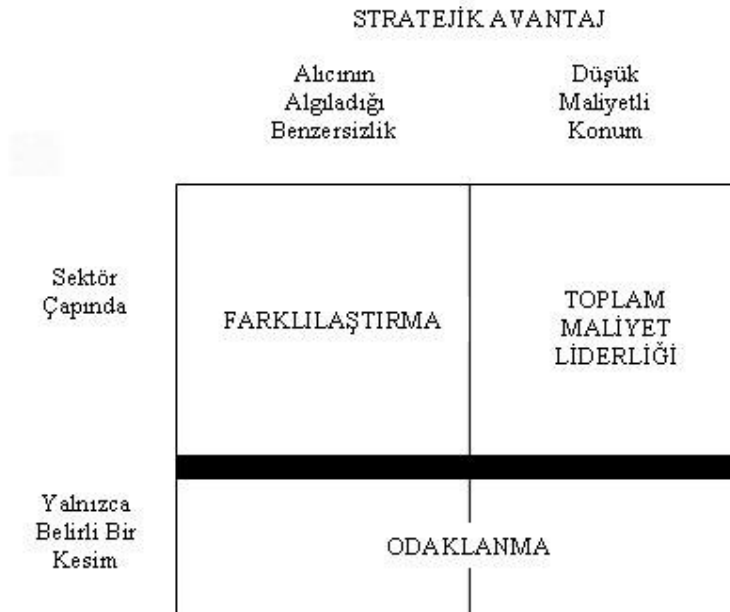 STRATEJİK AVANTAJ
Alıcının
Algıladığı
Benzersizlik
Düşük
Maliyetli
Konum
Sektör
Çapında
FARKLILAŞTIRMA
TOPLAM
MALİYET
LİDERLİĞİ
Yalnızca
Belirli Bir
Kesim
ODAKLANMA